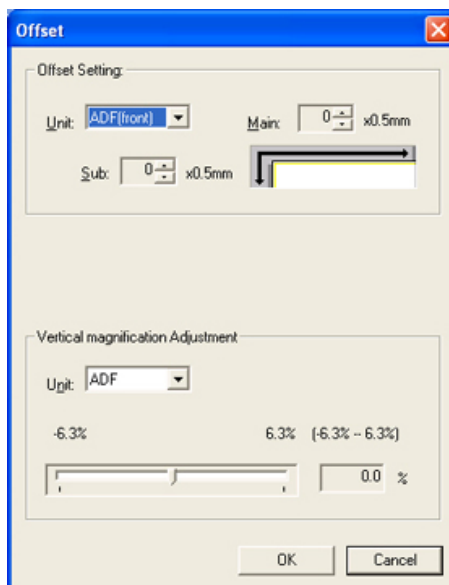 Offset
Offset Setting:
Unit: ADF(front) Main: 0 x0.5mm
Sub: 0 x0.5mm
Vertical magnification Adjustment
Unit: ADF
-6.3% 6.3% (-6.3% -- 6.3%)
0.0 %
OK Cancel